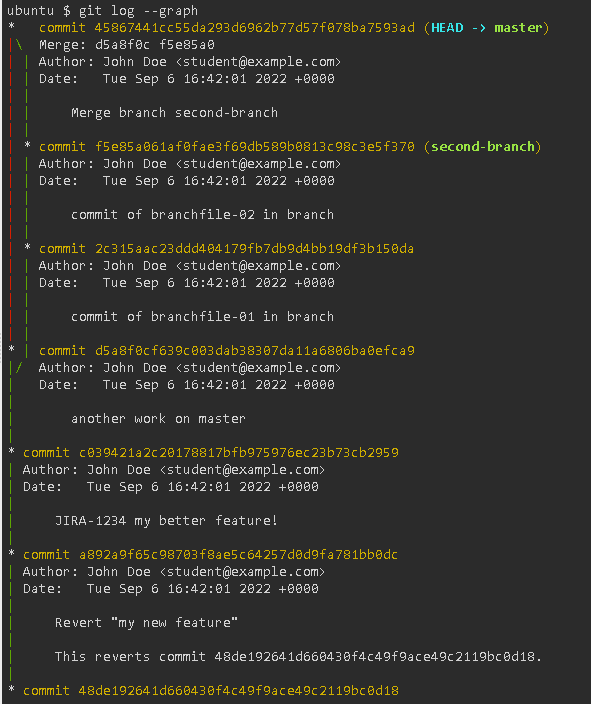 ubuntu $ git log --graph
*   commit 45867441cc55da293d6962b77d57f078ba7593ad (HEAD -> master)
|\  Merge: d5a8f0c f5e85a0
| | Author: John Doe <student@example.com>
| | Date:   Tue Sep 6 16:42:01 2022 +0000
| |
| |     Merge branch second-branch
| |
| * commit f5e85a061af0fae3f69db589b0813c98c3e5f370 (second-branch)
| | Author: John Doe <student@example.com>
| | Date:   Tue Sep 6 16:42:01 2022 +0000
| |
| |     commit of branchfile-02 in branch
| |
| * commit 2c315aac23ddd404179fb7db9d4bb19df3b150da
| | Author: John Doe <student@example.com>
| | Date:   Tue Sep 6 16:42:01 2022 +0000
| |
| |     commit of branchfile-01 in branch
| |
* | commit d5a8f0cf639c003dab38307da11a6806ba0efca9
|/  Author: John Doe <student@example.com>
|   Date:   Tue Sep 6 16:42:01 2022 +0000
|
|       another work on master
|
* commit c039421a2c20178817bfb975976ec23b73cb2959
| Author: John Doe <student@example.com>
| Date:   Tue Sep 6 16:42:01 2022 +0000
|
|     JIRA-1234 my better feature!
|
* commit a892a9f65c98703f8ae5c64257d0d9fa781bb0dc
| Author: John Doe <student@example.com>
| Date:   Tue Sep 6 16:42:01 2022 +0000
|
|     Revert "my new feature"
|
|     This reverts commit 48de192641d660430f4c49f9ace49c2119bc0d18.
|
* commit 48de192641d660430f4c49f9ace49c2119bc0d18